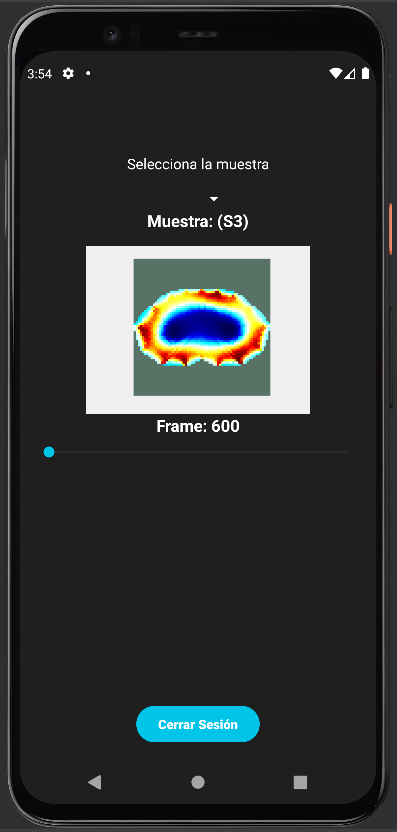 3:54
Selecciona la muestra
Muestra: (S3)
Frame: 600
Cerrar Sesión